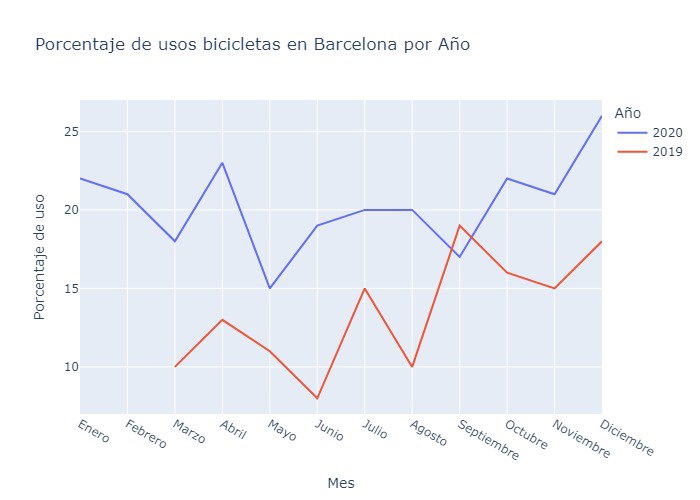 Porcentaje de usos bicicletas en Barcelona por Año
Año
2020
2019
25
20
15
10
Porcentaje de uso
Enero
Febrero
Marzo
Abril
Mayo
Junio
Julio
Agosto
Septiembre
Octubre
Noviembre
Diciembre
Mes